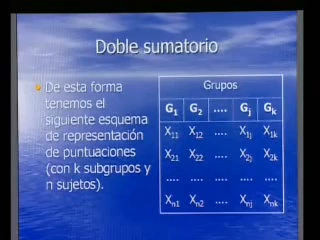 Doble sumatorio
De esta forma
tenemos el
siguiente esquema
de representación
de puntuaciones
(con k subgrupos y
n sujetos).
Grupos
G1 G2 .... Gj Gk
X11 X12 .... X1j X1k
X21 X22 .... X2j X2k
.... .... .... .... ....
Xn1 Xn2 .... Xnj Xnk